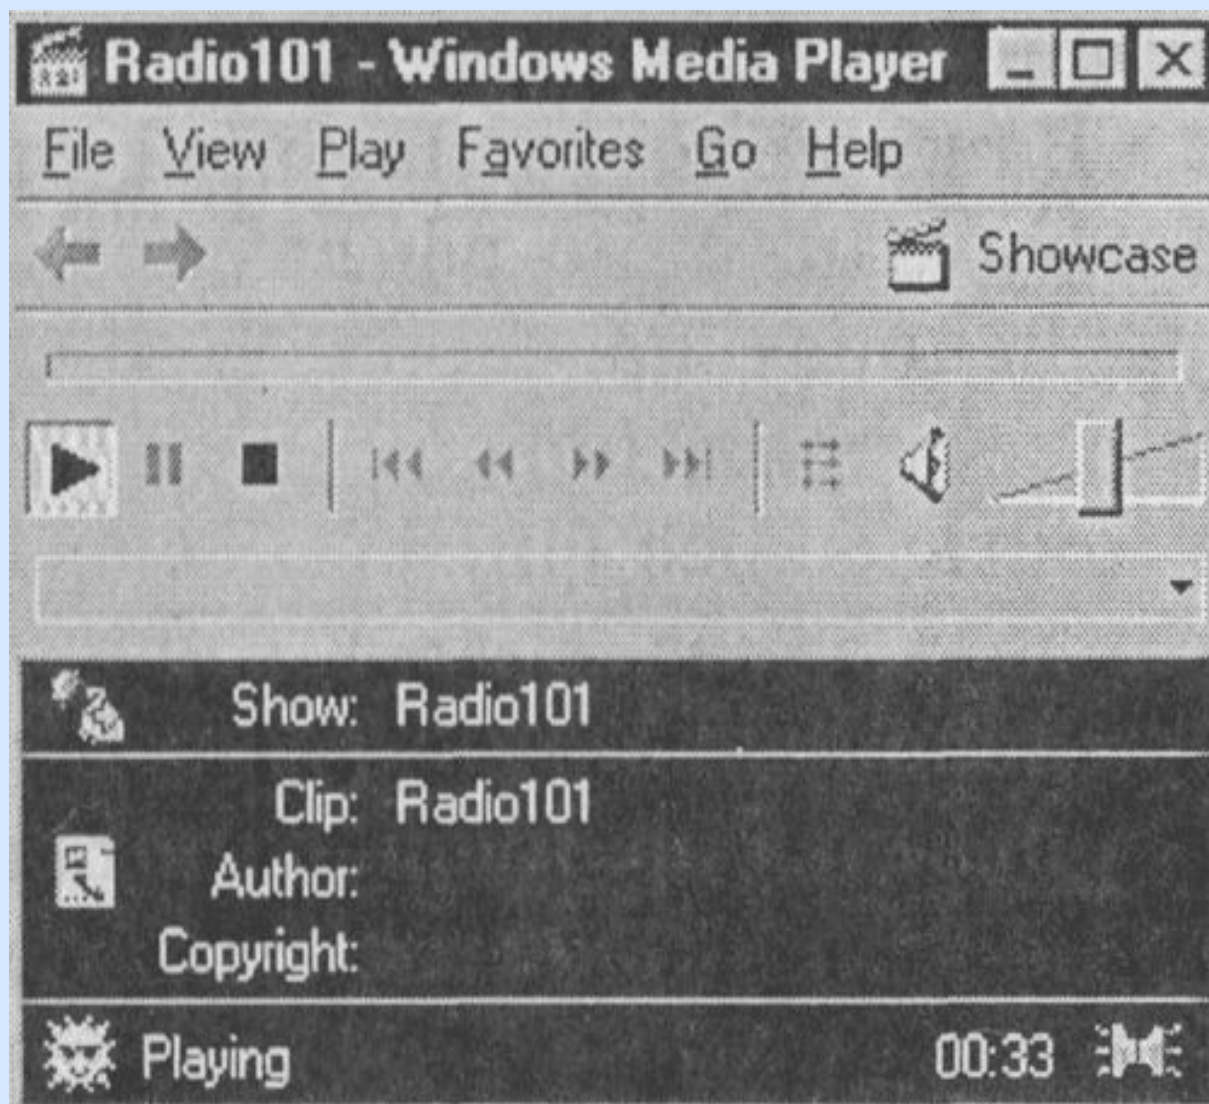 Radio101 - Windows Media Player
File View Play Favorites Go Help
Showcase
Show: Radio101
Clip: Radio101
Author:
Copyright:
Playing 00:33